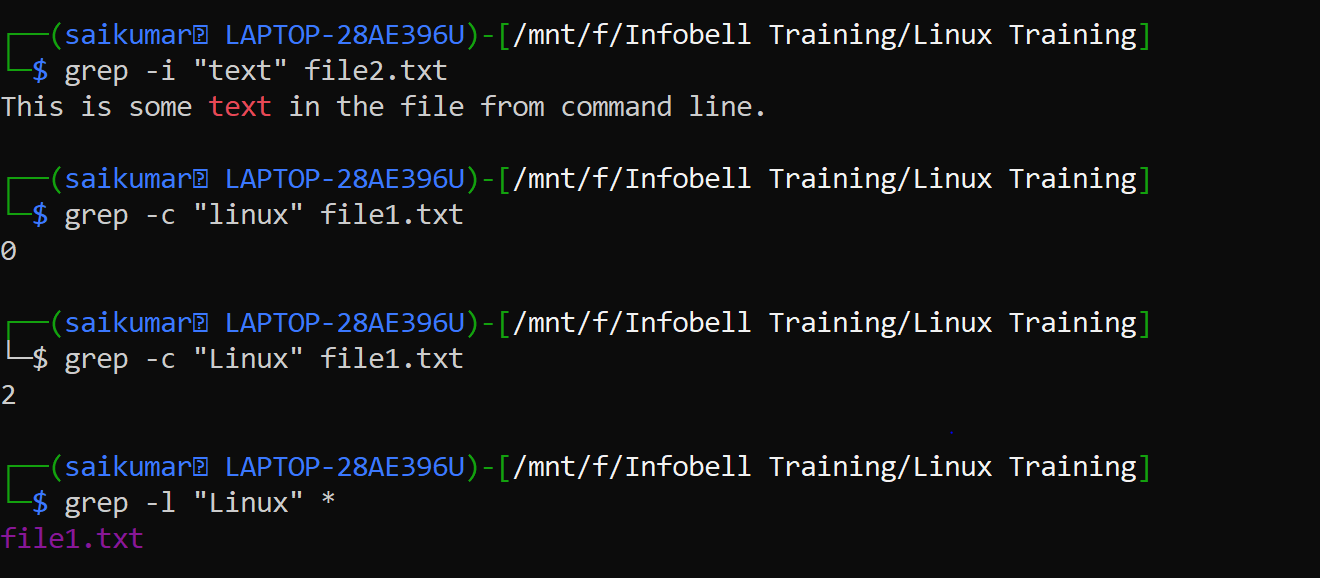 ┌──(saikumar⍰ LAPTOP-28AE396U)-[/mnt/f/Infobell Training/Linux Training]
└─$ grep -i "text" file2.txt
This is some text in the file from command line.
┌──(saikumar⍰ LAPTOP-28AE396U)-[/mnt/f/Infobell Training/Linux Training]
└─$ grep -c "linux" file1.txt
0
┌──(saikumar⍰ LAPTOP-28AE396U)-[/mnt/f/Infobell Training/Linux Training]
└─$ grep -c "Linux" file1.txt
2
┌──(saikumar⍰ LAPTOP-28AE396U)-[/mnt/f/Infobell Training/Linux Training]
└─$ grep -l "Linux" *
file1.txt